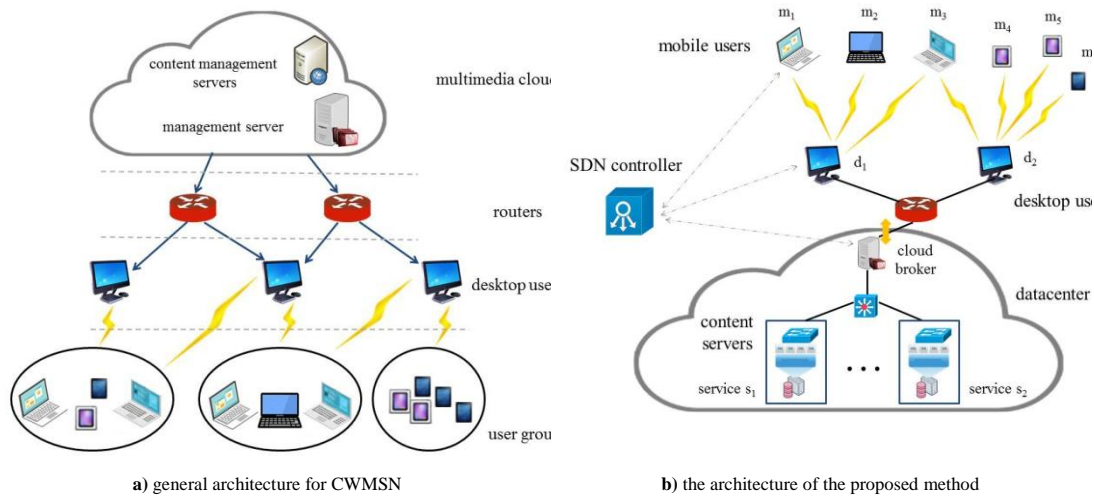 content management
servers
multimedia clou
management server
routers
desktop use
user grou
a) general architecture for CWMSN
m₁
m₂
m₃
m₄
m₅
m
mobile users
SDN controller
d₁
d₂
desktop use
cloud
broker
datacenter
content
servers
service s₁
service s₂
b) the architecture of the proposed method